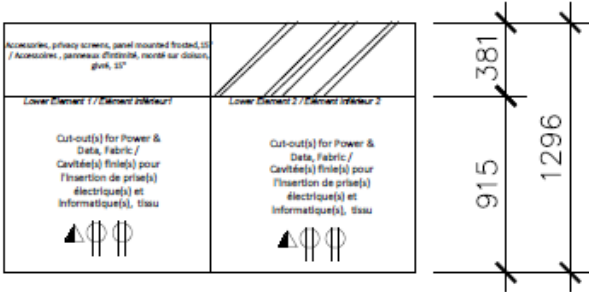 Accessories, privacy screens, panel mounted frosted, 15"
/ Accessoires , panneaux d'intimité, monté sur cloison,
givré, 15"
Lower Element 1 / Élément inférieur1
Cut-out(s) for Power &
Data, Fabric /
Cavitée(s) finie(s) pour
l'insertion de prise(s)
électrique(s) et
informatique(s), tissu
Lower Element 2 / Élément inférieur 2
Cut-out(s) for Power &
Data, Fabric /
Cavitée(s) finie(s) pour
l'insertion de prise(s)
électrique(s) et
informatique(s), tissu
381
915
1296